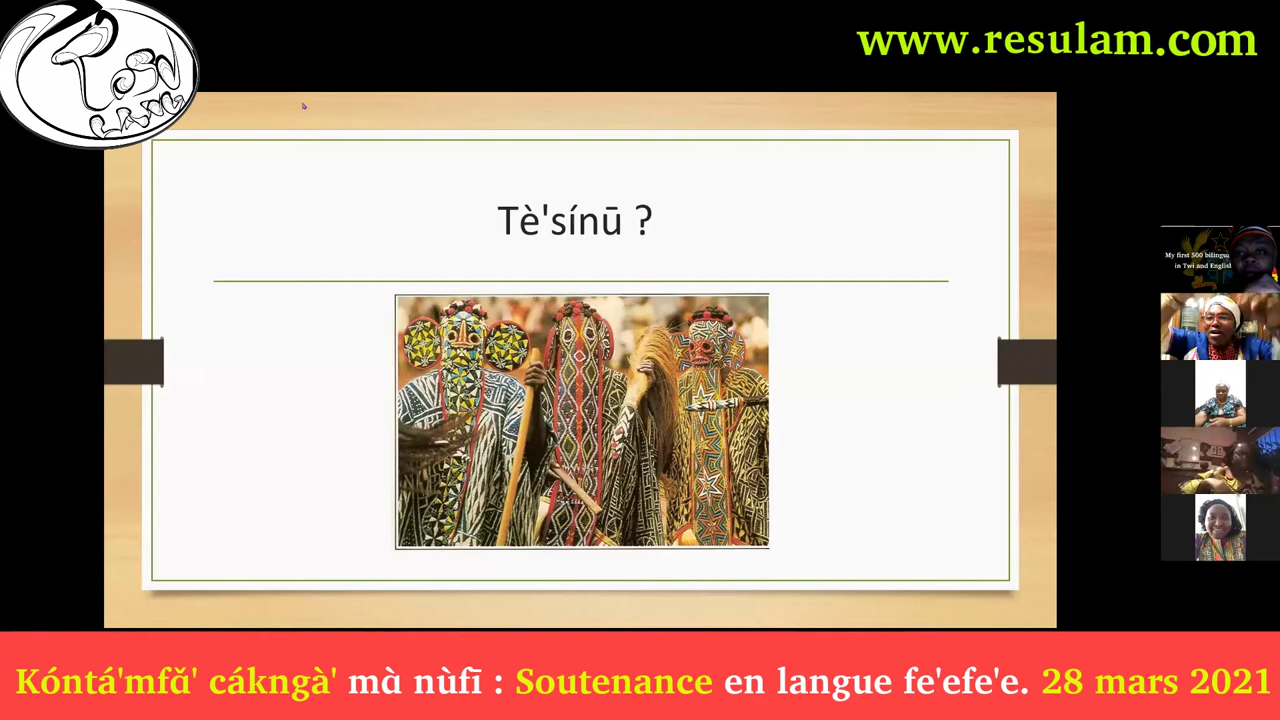 www.resulam.com
Tè'sínū ?
My first 500 bilingu
in Twi and English
Kóntá'mfă' cákngà' mà nùfī : Soutenance en langue fe'efe'e. 28 mars 2021